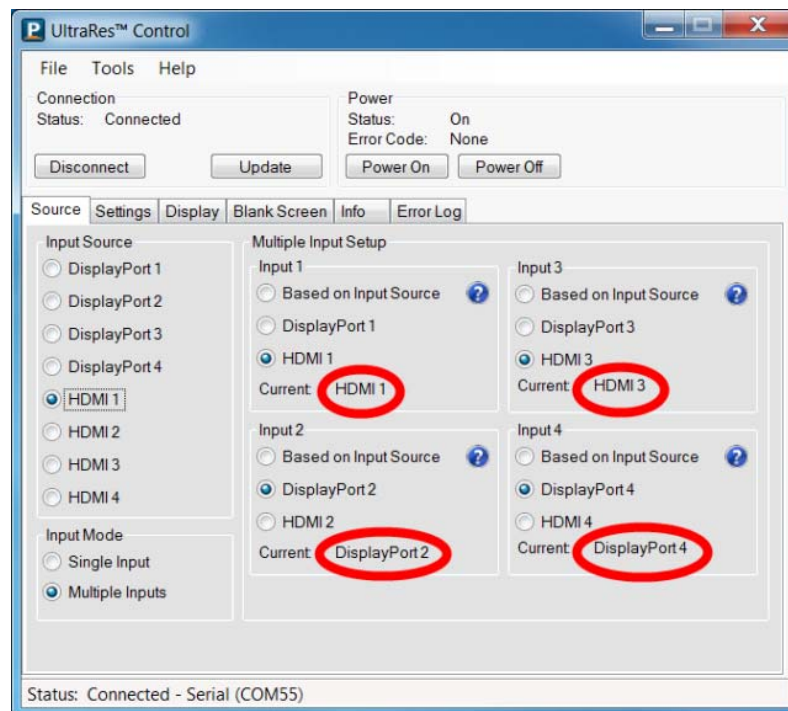 UltraRes™ Control
File Tools Help
Connection
Status: Connected
Disconnect Update
Power
Status: On
Error Code: None
Power On Power Off
Source Settings Display Blank Screen Info Error Log
Input Source
DisplayPort 1
DisplayPort 2
DisplayPort 3
DisplayPort 4
HDMI 1
HDMI 2
HDMI 3
HDMI 4
Input Mode
Single Input
Multiple Inputs
Multiple Input Setup
Input 1
Based on Input Source ?
DisplayPort 1
HDMI 1
Current: HDMI 1
Input 2
Based on Input Source ?
DisplayPort 2
HDMI 2
Current: DisplayPort 2
Input 3
Based on Input Source ?
DisplayPort 3
HDMI 3
Current: HDMI 3
Input 4
Based on Input Source ?
DisplayPort 4
HDMI 4
Current: DisplayPort 4
Status: Connected - Serial (COM55)